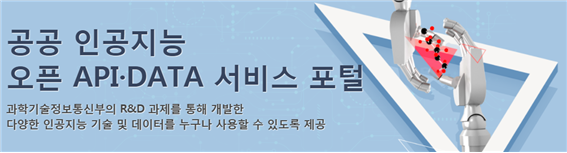 공공 인공지능
오픈 API·DATA 서비스 포털
과학기술정보통신부의 R&D 과제를 통해 개발한
다양한 인공지능 기술 및 데이터를 누구나 사용할 수 있도록 제공